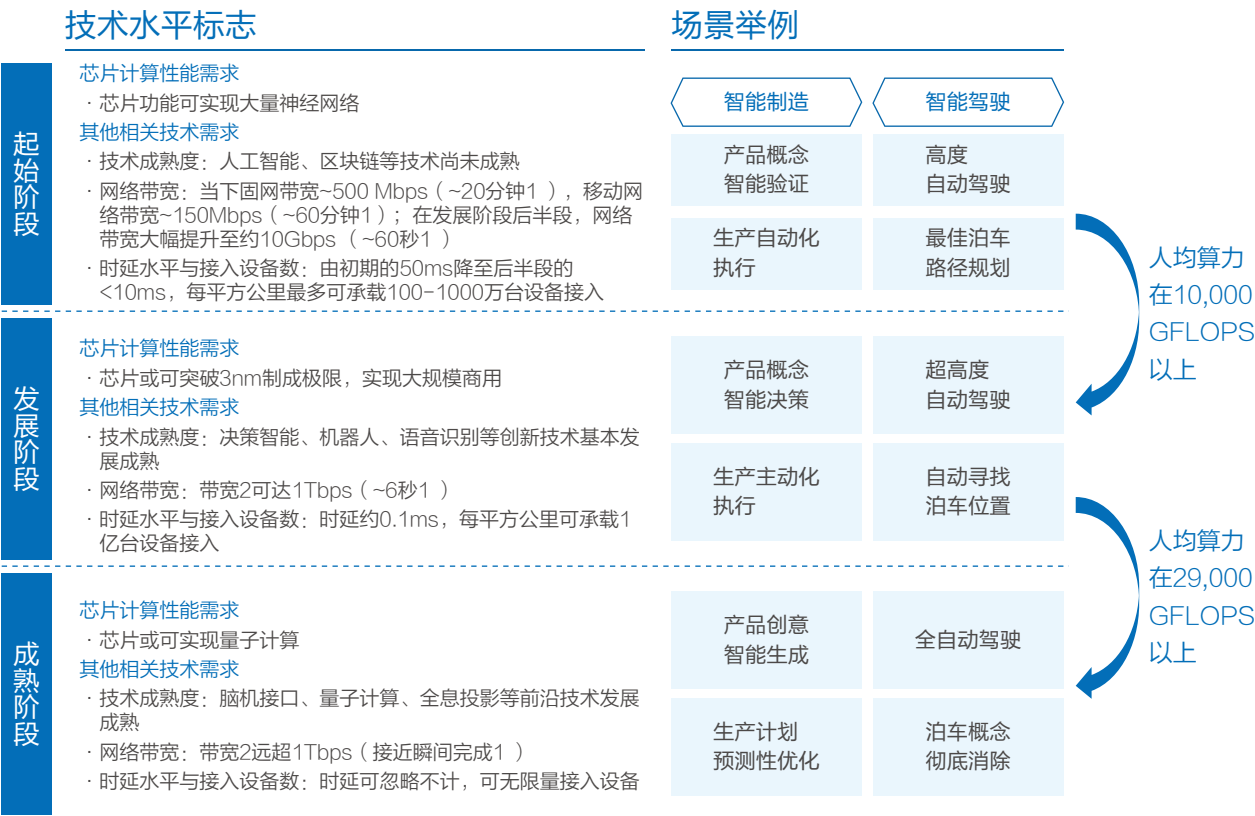 技术水平标志
场景举例
起始阶段
芯片计算性能需求
·芯片功能可实现大量神经网络
其他相关技术需求
·技术成熟度：人工智能、区块链等技术尚未成熟
·网络带宽：当下固网带宽~500 Mbps（~20分钟1 ），移动网
络带宽~150Mbps（~60分钟1）；在发展阶段后半段，网络
带宽大幅提升至约10Gbps （~60秒1 ）
·时延水平与接入设备数：由初期的50ms降至后半段的
<10ms，每平方公里最多可承载100-1000万台设备接入
智能制造
智能驾驶
产品概念
智能验证
高度
自动驾驶
生产自动化
执行
最佳泊车
路径规划
人均算力
在10,000
GFLOPS
以上
发展阶段
芯片计算性能需求
·芯片或可突破3nm制成极限，实现大规模商用
其他相关技术需求
·技术成熟度：决策智能、机器人、语音识别等创新技术基本发
展成熟
·网络带宽：带宽2可达1Tbps（~6秒1 ）
·时延水平与接入设备数：时延约0.1ms，每平方公里可承载1
亿台设备接入
产品概念
智能决策
超高度
自动驾驶
生产主动化
执行
自动寻找
泊车位置
人均算力
在29,000
GFLOPS
以上
成熟阶段
芯片计算性能需求
·芯片或可实现量子计算
其他相关技术需求
·技术成熟度：脑机接口、量子计算、全息投影等前沿技术发展
成熟
·网络带宽：带宽2远超1Tbps（接近瞬间完成1 ）
·时延水平与接入设备数：时延可忽略不计，可无限量接入设备
产品创意
智能生成
全自动驾驶
生产计划
预测性优化
泊车概念
彻底消除